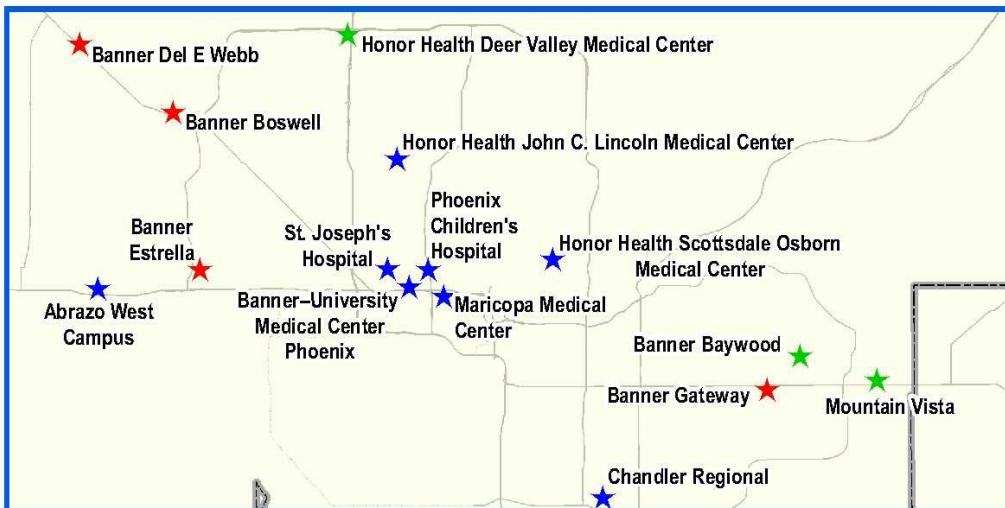 Honor Health Deer Valley Medical Center
Banner Del E Webb
Banner Boswell
Honor Health John C. Lincoln Medical Center
Phoenix
Children's
Hospital
Banner
Estrella
St. Joseph's
Hospital
Honor Health Scottsdale Osborn
Medical Center
Abrazo West
Campus
Banner–University
Medical Center
Phoenix
Maricopa Medical
Center
Banner Baywood
Banner Gateway
Mountain Vista
Chandler Regional